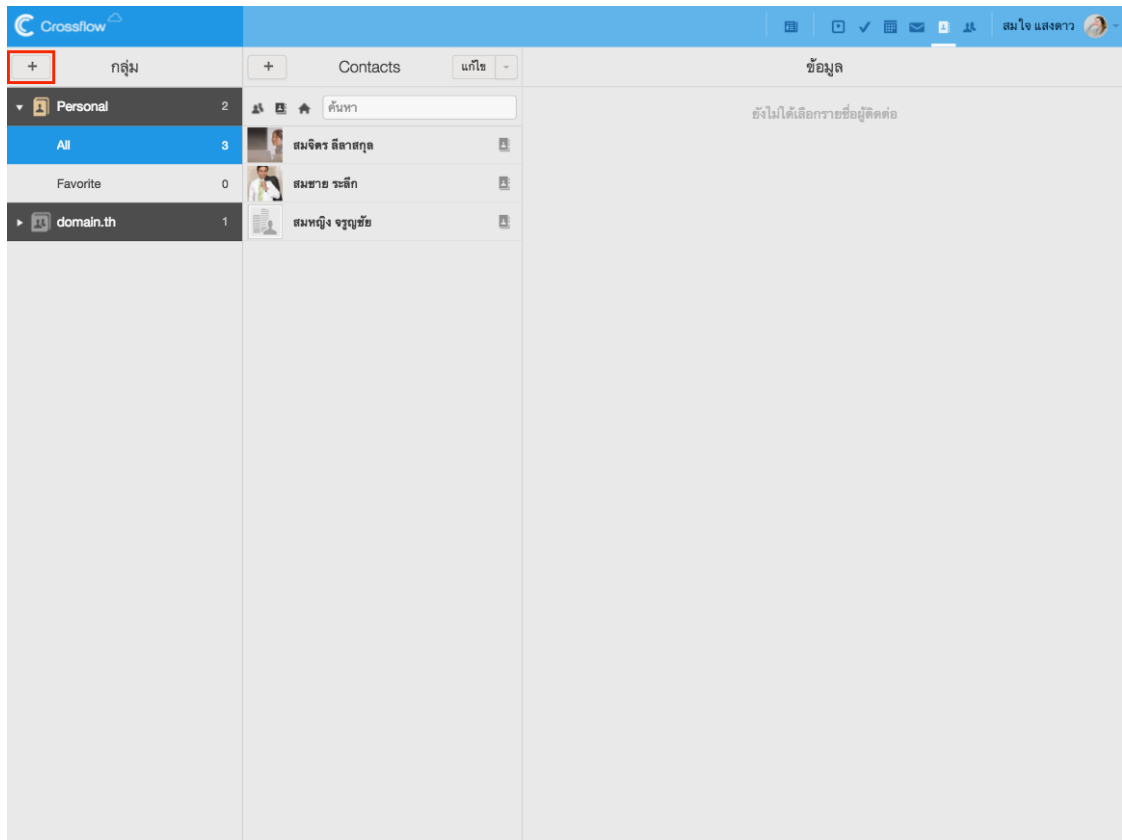 Crossflow
สมใจ แสงดาว
+ กลุ่ม
+ Contacts แก้ไข
ข้อมูล
Personal 2
All 3
Favorite 0
domain.th 1
ค้นหา
สมจิตร ลีลาสกุล
สมชาย ระลึก
สมหญิง จรูญชัย
ยังไม่ได้เลือกรายชื่อผู้ติดต่อ